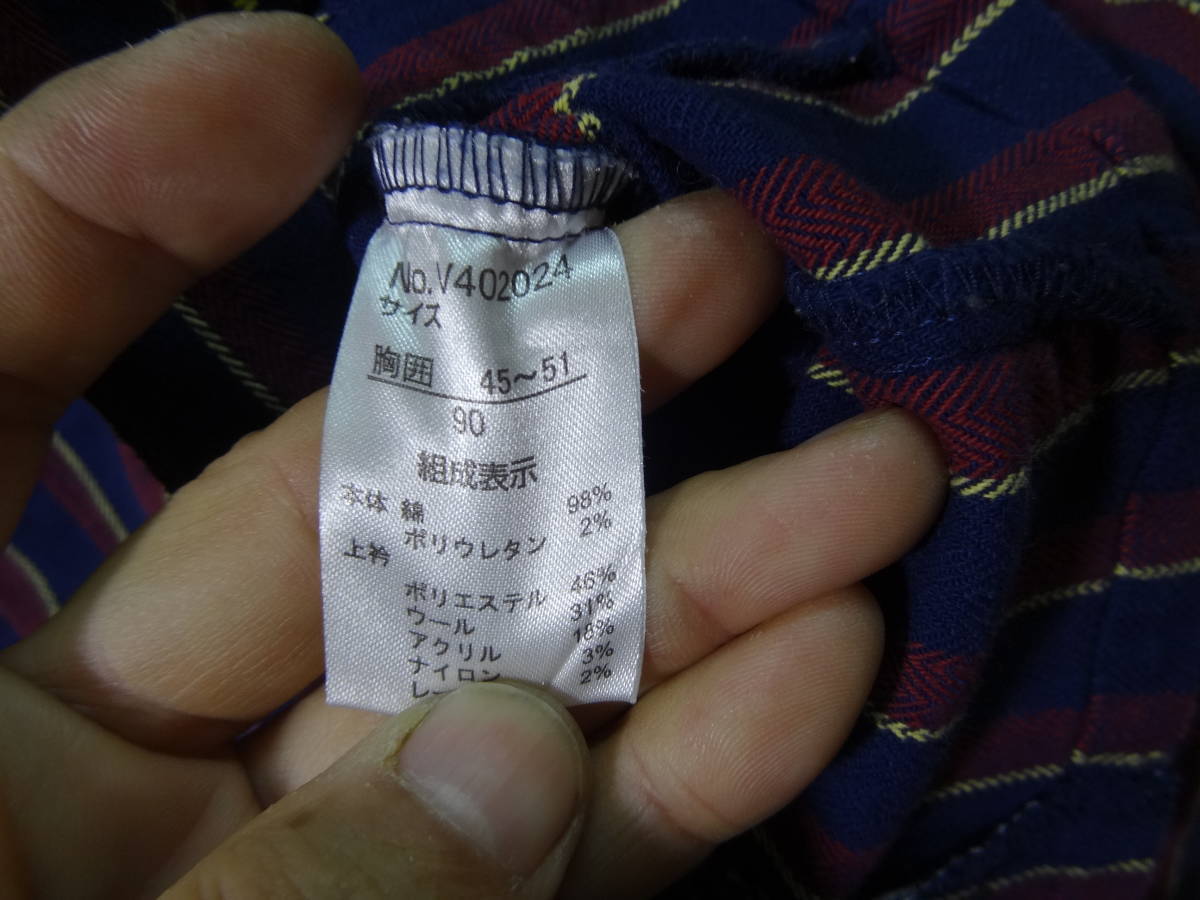 No.V402024
サイズ
胸囲 45～51
90
組成表示
本体 綿 98%
ポリウレタン 2%
上衿
ポリエステル 46%
ウール 31%
アクリル 18%
ナイロン 3%
2%